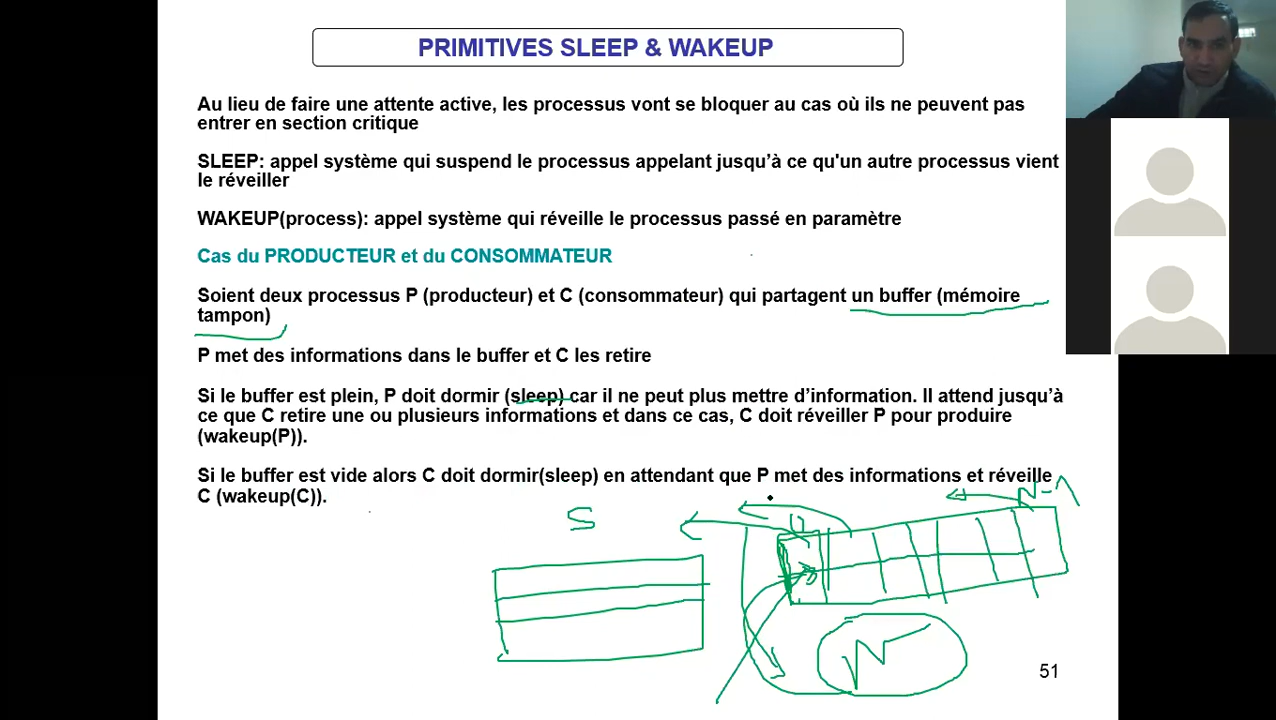 PRIMITIVES SLEEP & WAKEUP
Au lieu de faire une attente active, les processus vont se bloquer au cas où ils ne peuvent pas
entrer en section critique
SLEEP: appel système qui suspend le processus appelant jusqu’à ce qu'un autre processus vient
le réveiller
WAKEUP(process): appel système qui réveille le processus passé en paramètre
Cas du PRODUCTEUR et du CONSOMMATEUR
Soient deux processus P (producteur) et C (consommateur) qui partagent un buffer (mémoire
tampon)
P met des informations dans le buffer et C les retire
Si le buffer est plein, P doit dormir (sleep) car il ne peut plus mettre d’information. Il attend jusqu’à
ce que C retire une ou plusieurs informations et dans ce cas, C doit réveiller P pour produire
(wakeup(P)).
Si le buffer est vide alors C doit dormir(sleep) en attendant que P met des informations et réveille
C (wakeup(C)).
N-1
S
N
51